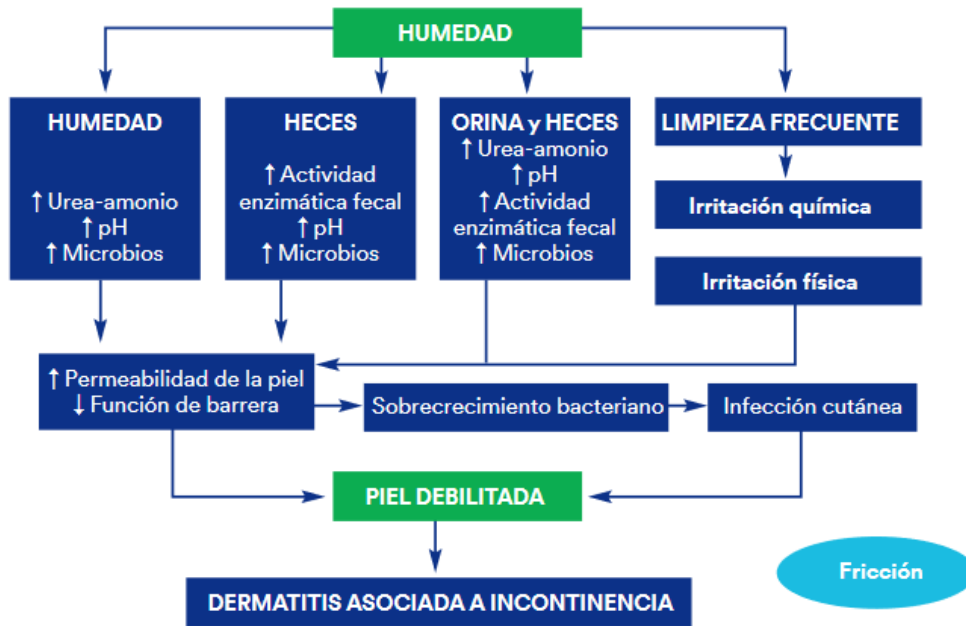 HUMEDAD
HUMEDAD
↑ Urea-amonio
↑ pH
↑ Microbios
HECES
↑ Actividad
enzimática fecal
↑ pH
↑ Microbios
ORINA y HECES
↑ Urea-amonio
↑ pH
↑ Actividad
enzimática fecal
↑ Microbios
LIMPIEZA FRECUENTE
Irritación química
Irritación física
↑ Permeabilidad de la piel
↓ Función de barrera
Sobrecrecimiento bacteriano
Infección cutánea
PIEL DEBILITADA
Fricción
DERMATITIS ASOCIADA A INCONTINENCIA